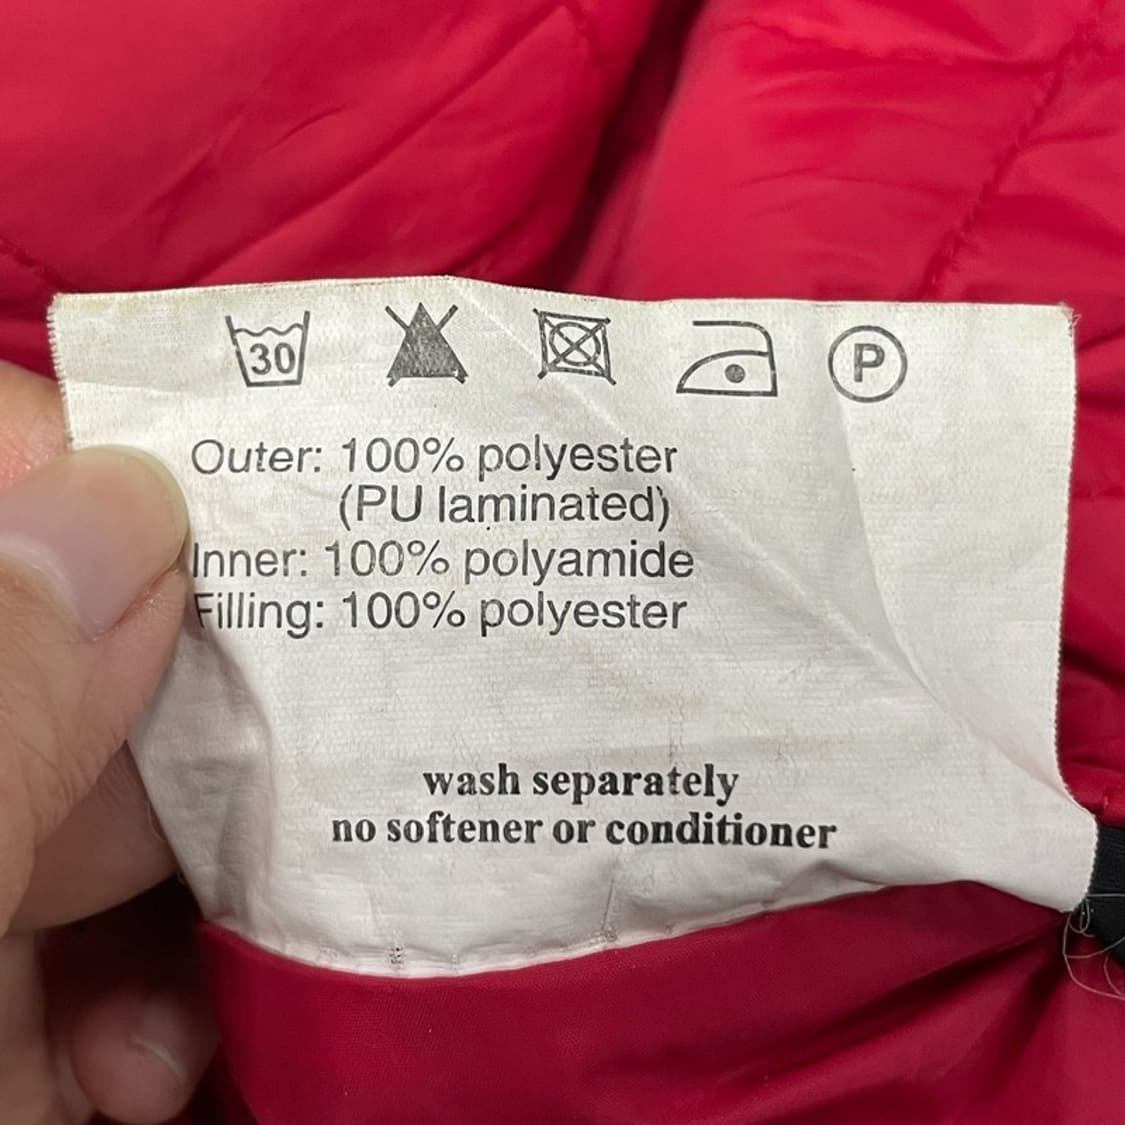 30 P
Outer: 100% polyester
(PU laminated)
Inner: 100% polyamide
Filling: 100% polyester
wash separately
no softener or conditioner